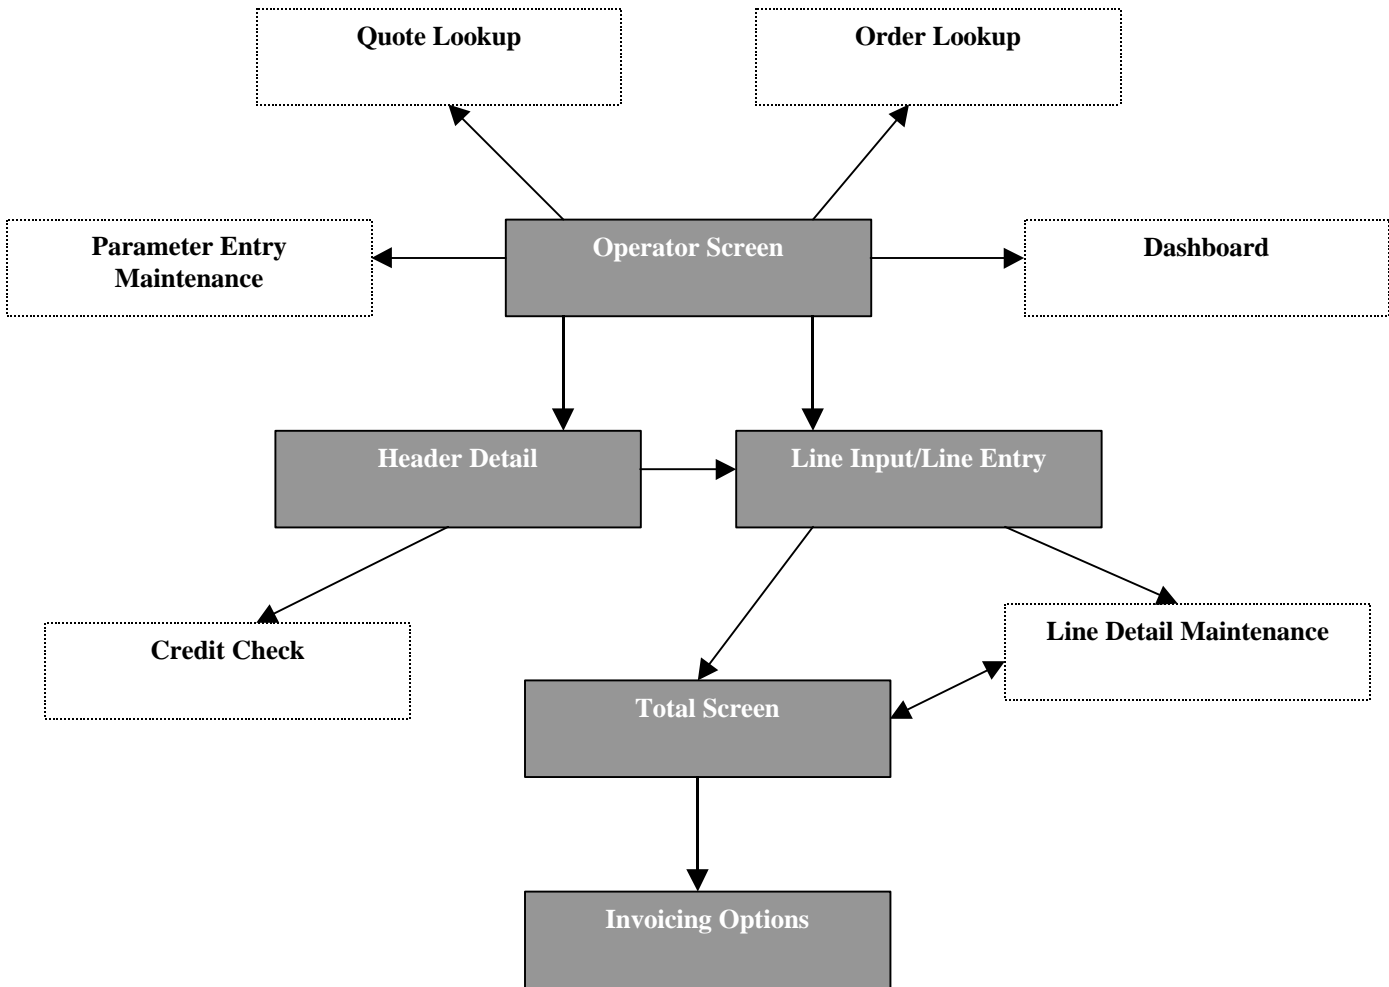 Quote Lookup
Order Lookup
Parameter Entry
Maintenance
Operator Screen
Dashboard
Header Detail
Line Input/Line Entry
Credit Check
Line Detail Maintenance
Total Screen
Invoicing Options